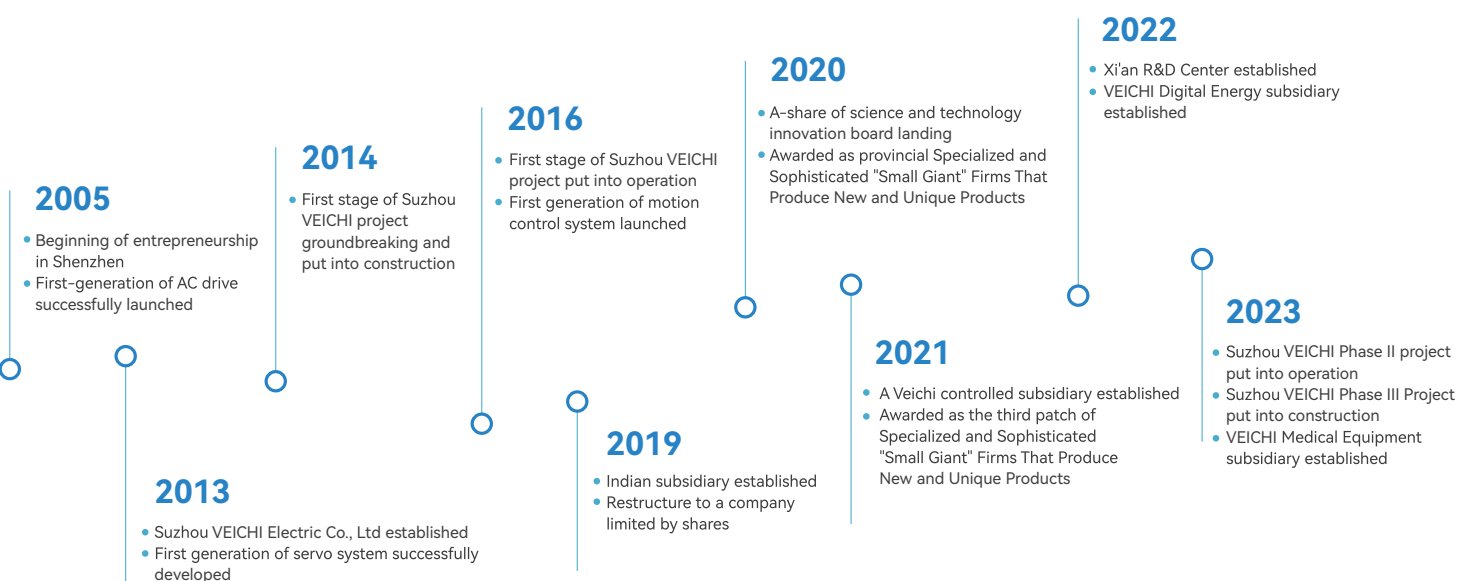 2005
Beginning of entrepreneurship
in Shenzhen
First-generation of AC drive
successfully launched
2013
Suzhou VEICHI Electric Co., Ltd established
First generation of servo system successfully
developed
2014
First stage of Suzhou
VEICHI project
groundbreaking and
put into construction
2016
First stage of Suzhou VEICHI
project put into operation
First generation of motion
control system launched
2019
Indian subsidiary established
Restructure to a company
limited by shares
2020
A-share of science and technology
innovation board landing
Awarded as provincial Specialized and
Sophisticated "Small Giant" Firms That
Produce New and Unique Products
2021
A Veichi controlled subsidiary established
Awarded as the third patch of
Specialized and Sophisticated
"Small Giant" Firms That Produce
New and Unique Products
2022
Xi'an R&D Center established
VEICHI Digital Energy subsidiary
established
2023
Suzhou VEICHI Phase II project
put into operation
Suzhou VEICHI Phase III Project
put into construction
VEICHI Medical Equipment
subsidiary established